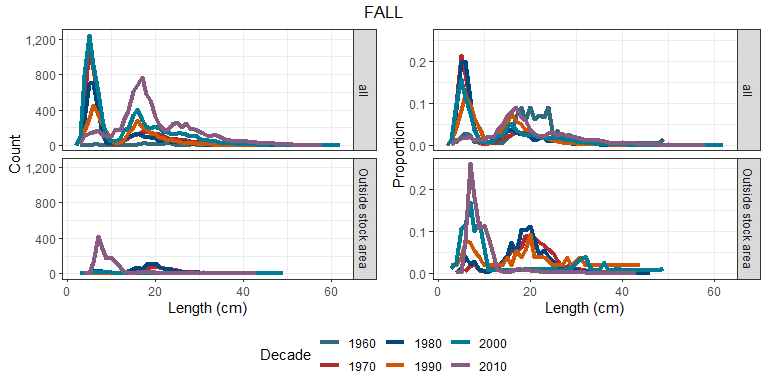 FALL
Count
1,200
800
400
0
all
1,200
800
400
0
Outside stock area
0 20 40 60
Length (cm)
Proportion
0.2
0.1
0.0
all
0.2
0.1
0.0
Outside stock area
0 20 40 60
Length (cm)
Decade
1960 1980 2000
1970 1990 2010